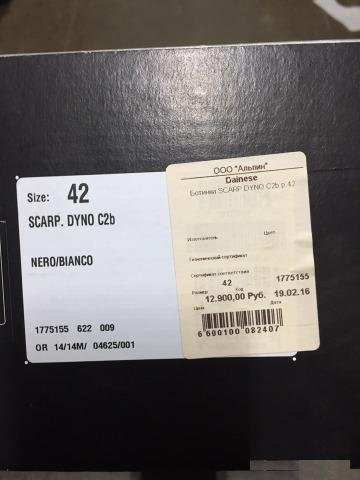 Size: 42
SCARP. DYNO C2b
NERO/BIANCO
1775155 622 009
OR 14/14M/ 04625/001
ООО "Альпин"
Dainese
Ботинки SCARP DYNO C2b р.42
Изготовитель Цвет
Гигиенический сертификат
Сертификат соответствия
42 1775155
Размер Код
12.900,00 Руб. 19.02.16
Цена Дата
6 600100 082407